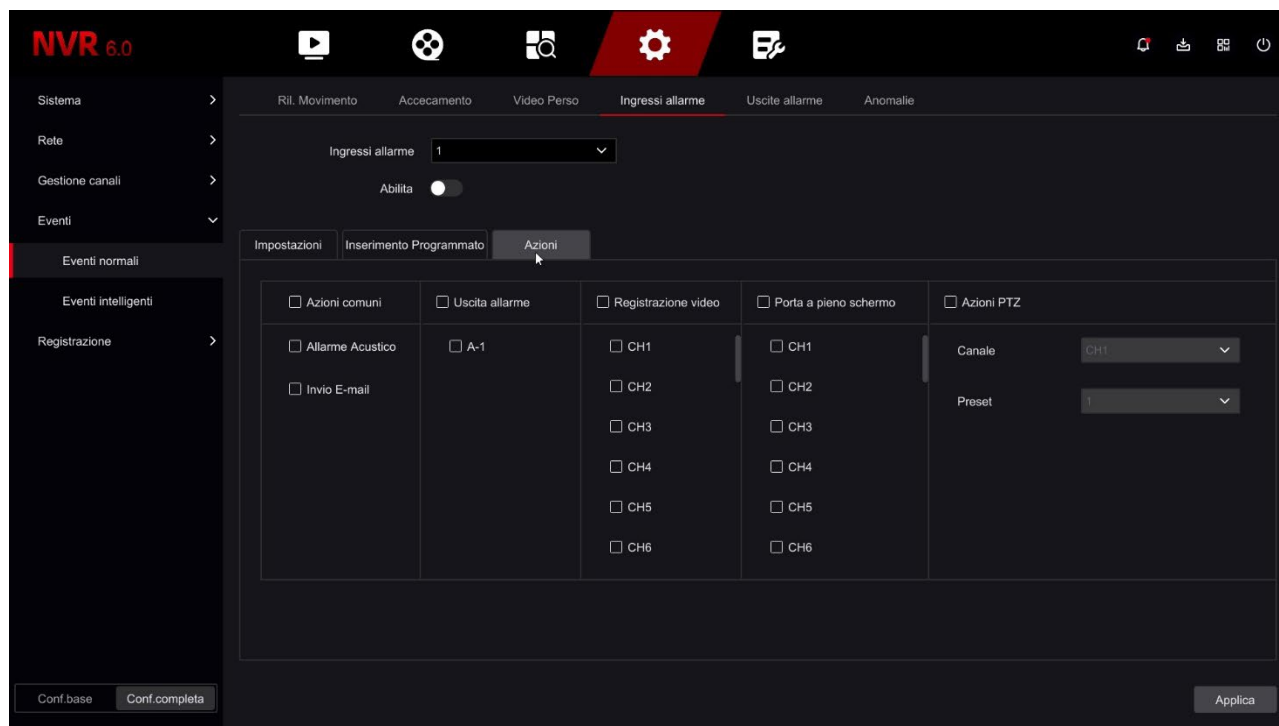 NVR 6.0
Sistema
Rete
Gestione canali
Eventi
Eventi normali
Eventi intelligenti
Registrazione
Conf.base Conf.completa
Ril. Movimento Accecamento Video Perso Ingressi allarme Uscite allarme Anomalie
Ingressi allarme 1
Abilita
Impostazioni Inserimento Programmato Azioni
Azioni comuni Uscita allarme Registrazione video Porta a pieno schermo Azioni PTZ
Allarme Acustico A-1 CH1 CH1 Canale CH1
Invio E-mail CH2 CH2 Preset 1
CH3 CH3
CH4 CH4
CH5 CH5
CH6 CH6
Applica